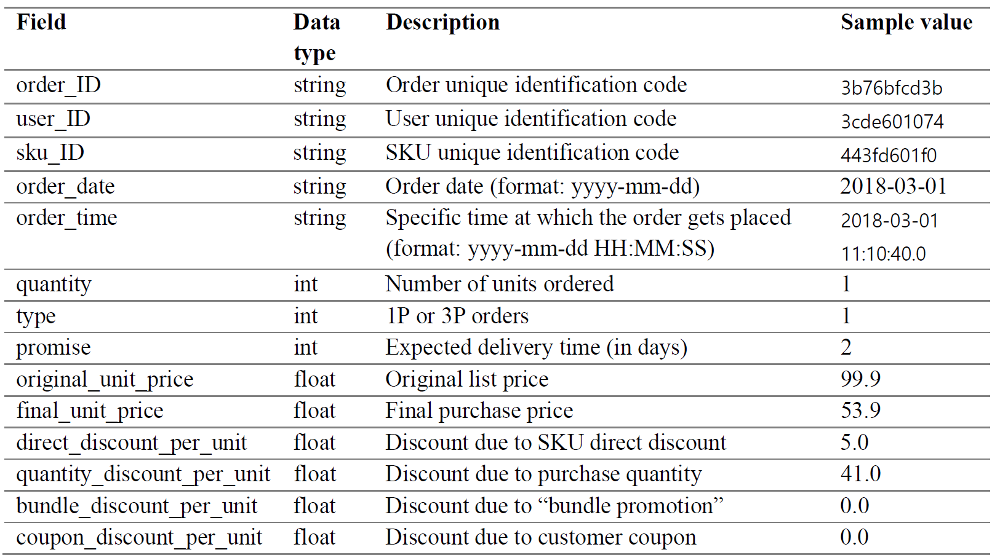 Field Data type Description Sample value
order_ID string Order unique identification code 3b76bfcd3b
user_ID string User unique identification code 3cde601074
sku_ID string SKU unique identification code 443fd601f0
order_date string Order date (format: yyyy-mm-dd) 2018-03-01
order_time string Specific time at which the order gets placed 2018-03-01
(format: yyyy-mm-dd HH:MM:SS) 11:10:40.0
quantity int Number of units ordered 1
type int 1P or 3P orders 1
promise int Expected delivery time (in days) 2
original_unit_price float Original list price 99.9
final_unit_price float Final purchase price 53.9
direct_discount_per_unit float Discount due to SKU direct discount 5.0
quantity_discount_per_unit float Discount due to purchase quantity 41.0
bundle_discount_per_unit float Discount due to “bundle promotion” 0.0
coupon_discount_per_unit float Discount due to customer coupon 0.0